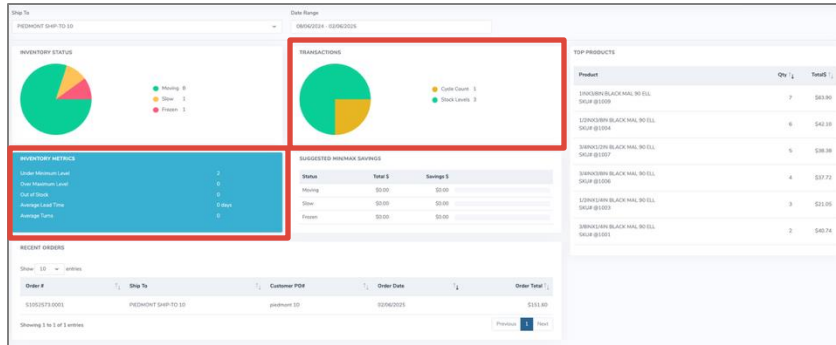 Ship To
PIEDMONT SHIP-TO 10
Date Range
08/06/2024 - 02/06/2025
INVENTORY STATUS
Moving 8
Slow 1
Frozen 1
TRANSACTIONS
Cycle Count 1
Stock Levels 3
TOP PRODUCTS
Product Qty Total$
1INX3/8IN BLACK MAL 90 ELL 7 $63.90
SKU# @1009
1/2INX3/8IN BLACK MAL 90 ELL 6 $42.10
SKU# @1004
3/4INX1/2IN BLACK MAL 90 ELL 5 $38.38
SKU# @1007
3/4INX3/8IN BLACK MAL 90 ELL 4 $37.72
SKU# @1006
1/2INX1/4IN BLACK MAL 90 ELL 3 $21.05
SKU# @1003
3/8INX1/4IN BLACK MAL 90 ELL 2 $40.74
SKU# @1001
INVENTORY METRICS
Under Minimum Level 2
Over Maximum Level 0
Out of Stock 0
Average Lead Time 0 days
Average Turns 0
SUGGESTED MIN/MAX SAVINGS
Status Total $ Savings $
Moving $0.00 $0.00
Slow $0.00 $0.00
Frozen $0.00 $0.00
RECENT ORDERS
Show 10 entries
Order # Ship To Customer PO# Order Date Order Total
S1552573.0001 PIEDMONT SHIP-TO 10 piedmont 10 02/06/2025 $151.60
Showing 1 to 1 of 1 entries
Previous 1 Next